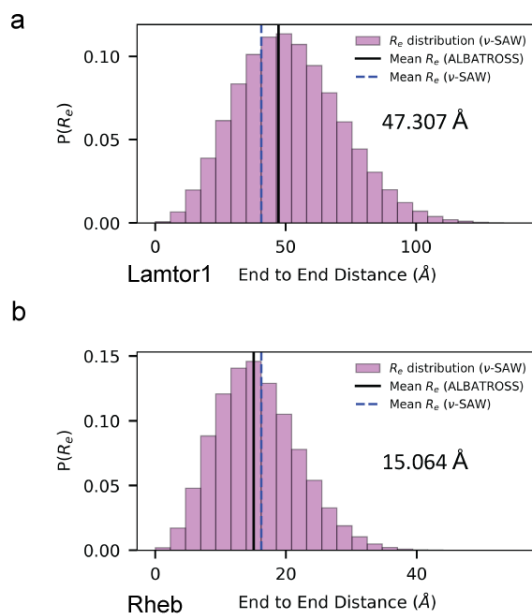 a
0.10
0.05
0.00
P(Rₑ)
Rₑ distribution (ν-SAW)
Mean Rₑ (ALBATROSS)
Mean Rₑ (ν-SAW)
47.307 Å
0 50 100
Lamtor1 End to End Distance (Å)
b
0.15
0.10
0.05
0.00
P(Rₑ)
Rₑ distribution (ν-SAW)
Mean Rₑ (ALBATROSS)
Mean Rₑ (ν-SAW)
15.064 Å
0 20 40
Rheb End to End Distance (Å)